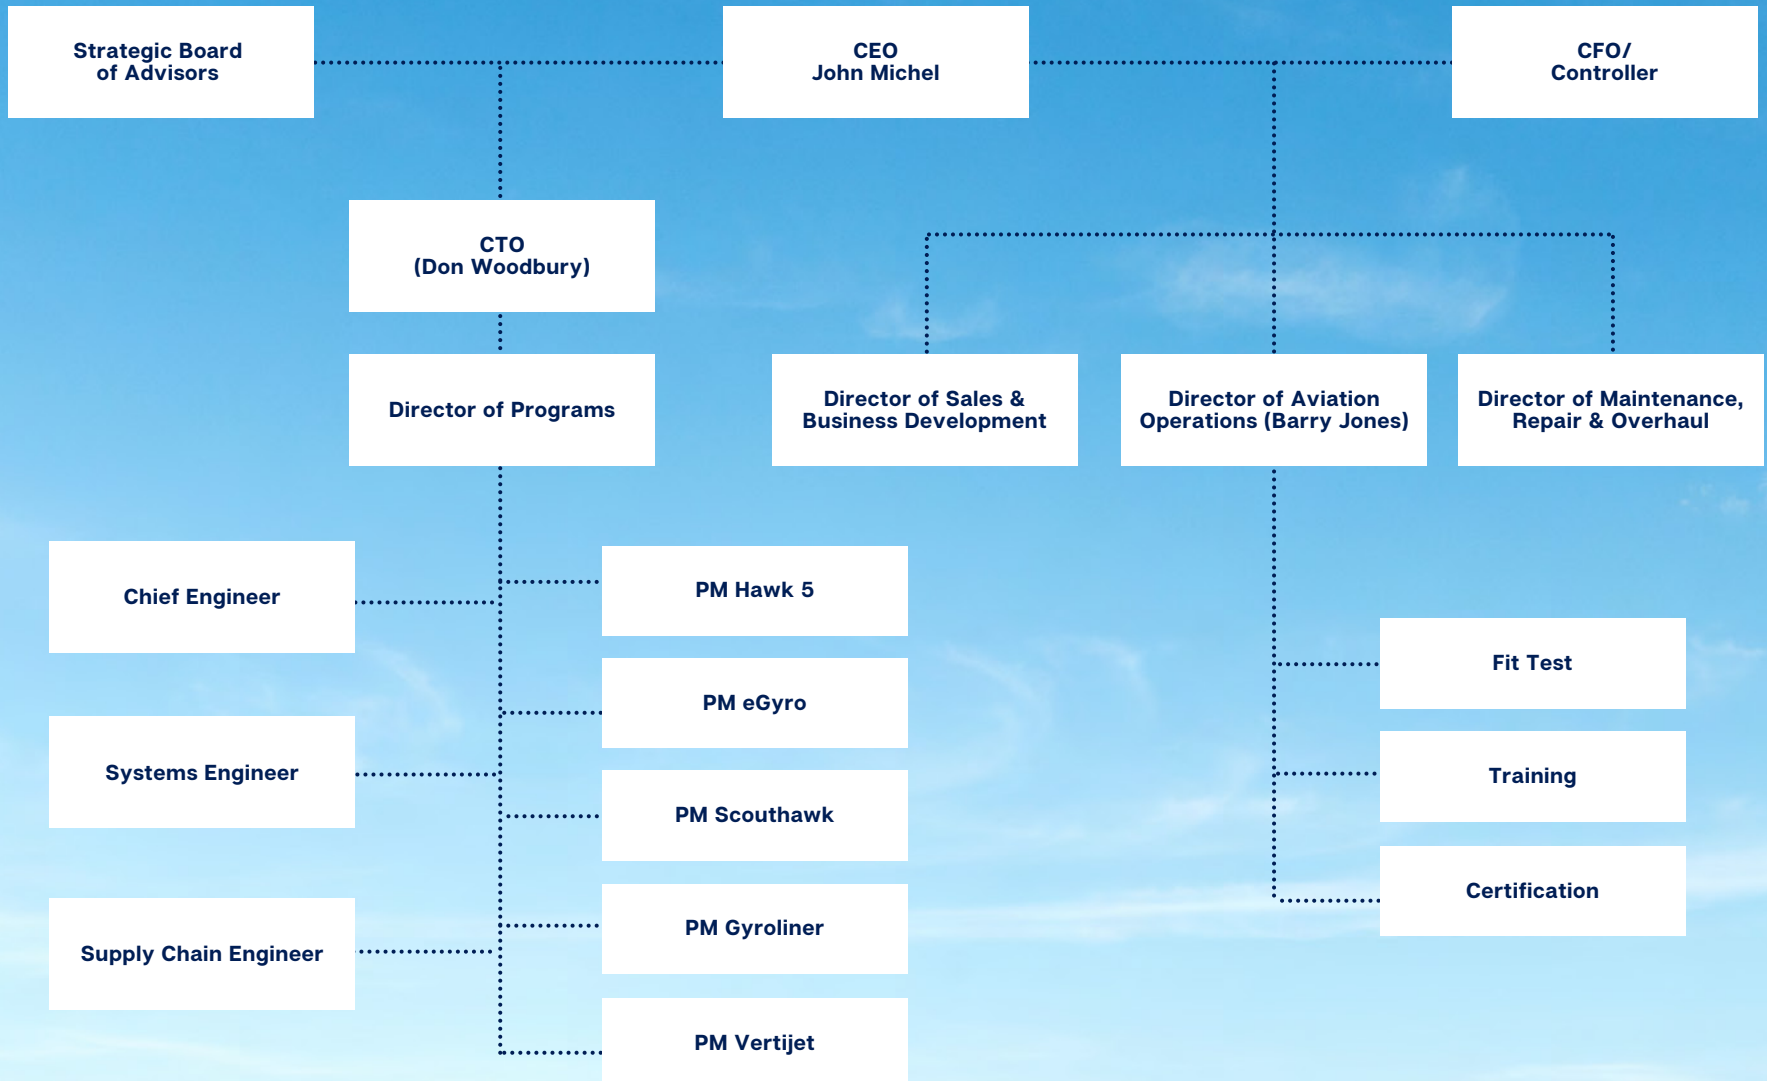 Strategic Board
of Advisors
CEO
John Michel
CFO/
Controller
CTO
(Don Woodbury)
Director of Programs
Director of Sales &
Business Development
Director of Aviation
Operations (Barry Jones)
Director of Maintenance,
Repair & Overhaul
Chief Engineer
Systems Engineer
Supply Chain Engineer
PM Hawk 5
PM eGyro
PM Scouthawk
PM Gyroliner
PM Vertijet
Fit Test
Training
Certification